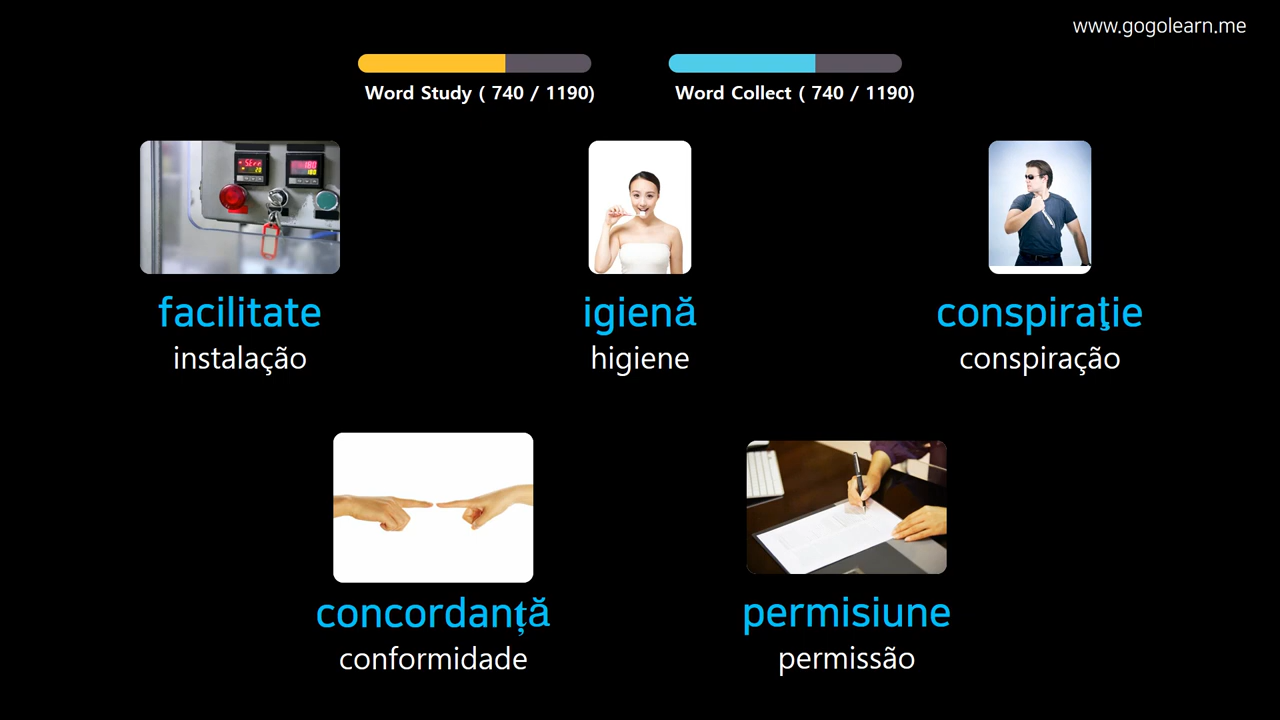 www.gogolearn.me
Word Study ( 740 / 1190)
Word Collect ( 740 / 1190)
facilitate
instalação
igienă
higiene
conspiraţie
conspiração
concordanță
conformidade
permisiune
permissão